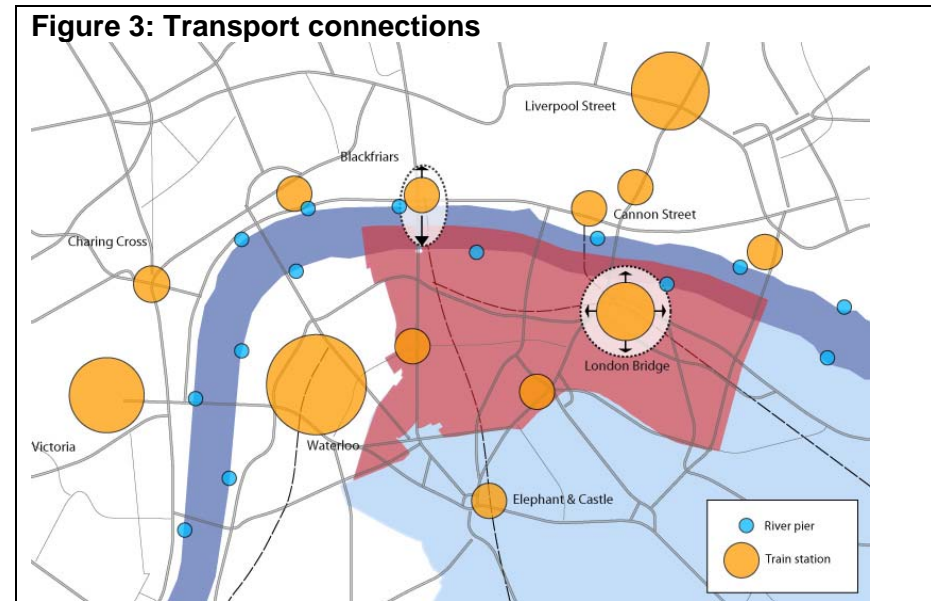 Figure 3: Transport connections
Liverpool Street
Blackfriars
Cannon Street
Charing Cross
London Bridge
Victoria
Waterloo
Elephant & Castle
River pier
Train station